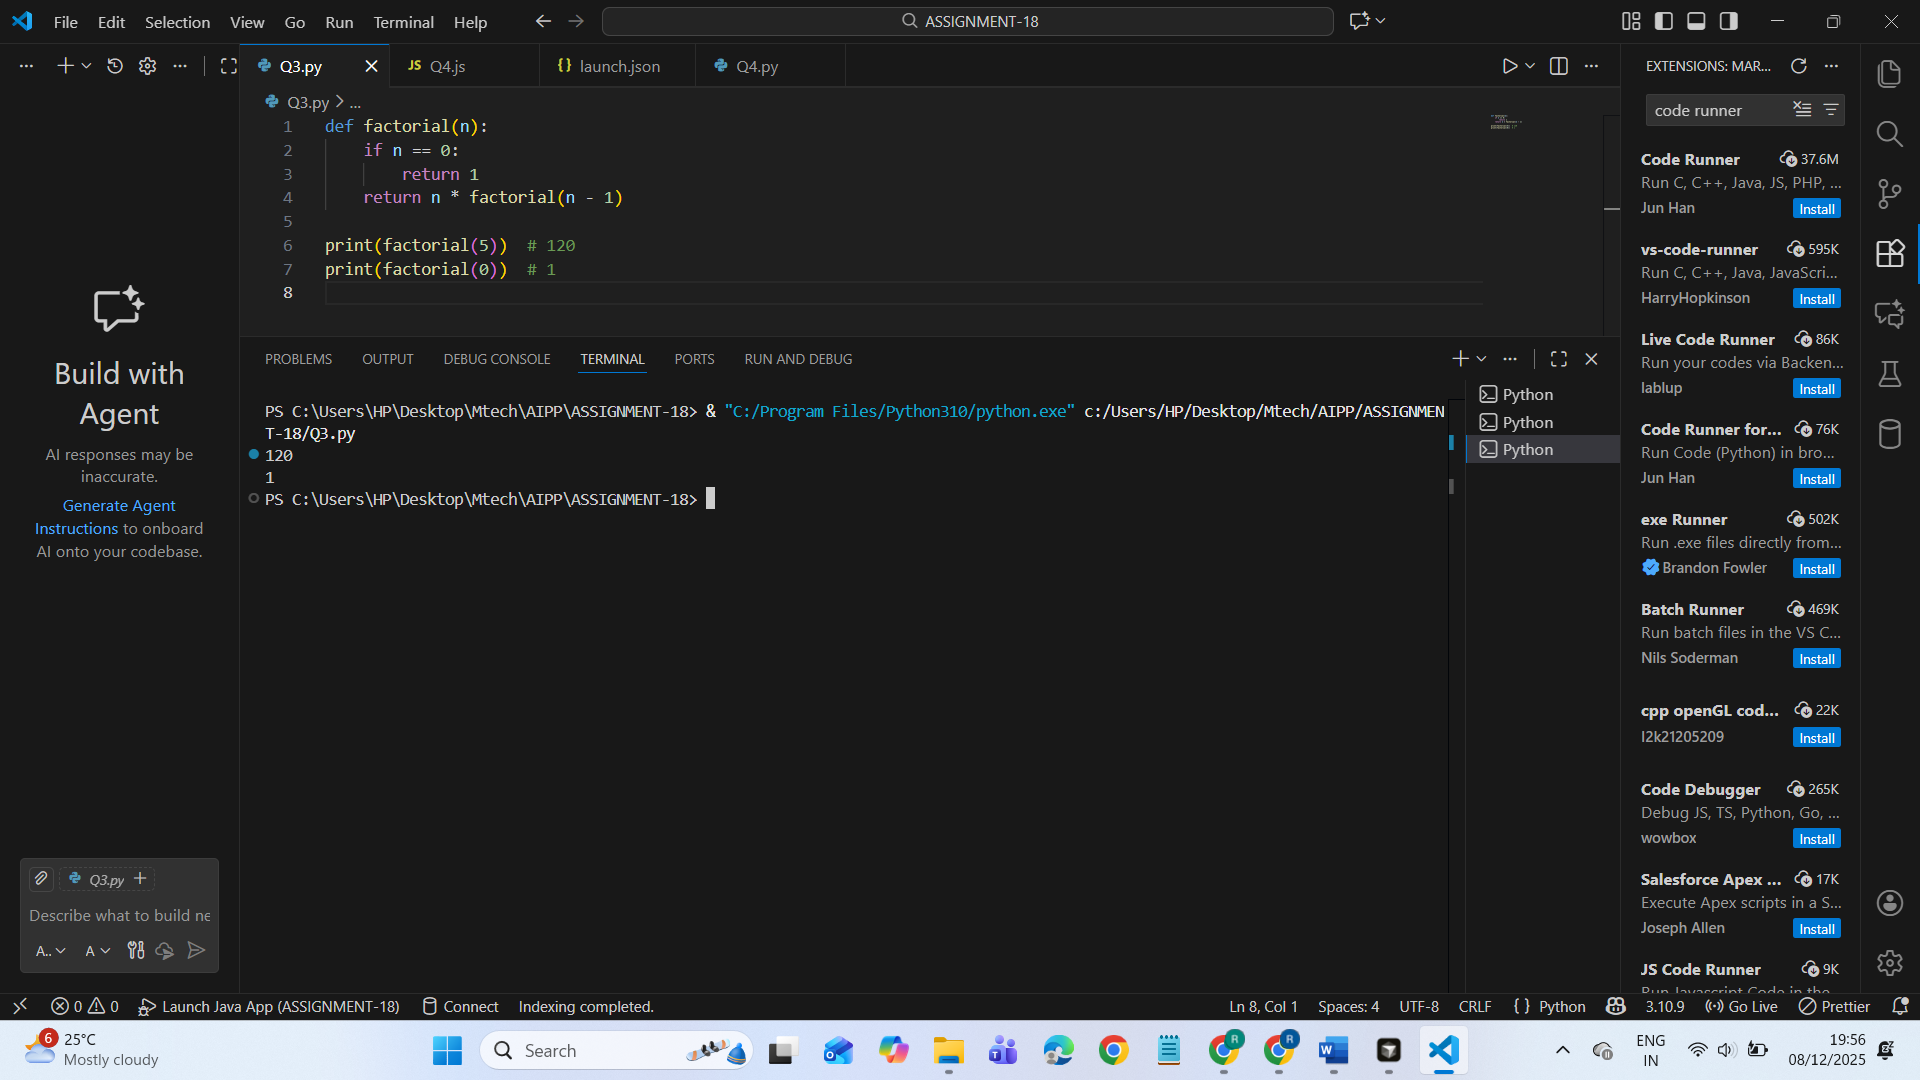 File Edit Selection View Go Run Terminal Help
ASSIGNMENT-18
Q3.py
JS Q4.js
{} launch.json
Q4.py
EXTENSIONS: MAR...
Q3.py > ...
1 def factorial(n):
2     if n == 0:
3         return 1
4     return n * factorial(n - 1)
5
6 print(factorial(5))  # 120
7 print(factorial(0))  # 1
8
Build with
Agent
AI responses may be
inaccurate.
Generate Agent
Instructions to onboard
AI onto your codebase.
Q3.py
Describe what to build ne
A..
A
PROBLEMS OUTPUT DEBUG CONSOLE TERMINAL PORTS RUN AND DEBUG
PS C:\Users\HP\Desktop\Mtech\AIPP\ASSIGNMENT-18> & "C:/Program Files/Python310/python.exe" c:/Users/HP/Desktop/Mtech/AIPP/ASSIGNMEN
T-18/Q3.py
120
1
PS C:\Users\HP\Desktop\Mtech\AIPP\ASSIGNMENT-18>
Python
Python
Python
code runner
Code Runner 37.6M
Run C, C++, Java, JS, PHP, ...
Jun Han Install
vs-code-runner 595K
Run C, C++, Java, JavaScri...
HarryHopkinson Install
Live Code Runner 86K
Run your codes via Backen...
lablup Install
Code Runner for... 76K
Run Code (Python) in bro...
Jun Han Install
exe Runner 502K
Run .exe files directly from...
Brandon Fowler Install
Batch Runner 469K
Run batch files in the VS C...
Nils Soderman Install
cpp openGL cod... 22K
l2k21205209 Install
Code Debugger 265K
Debug JS, TS, Python, Go, ...
wowbox Install
Salesforce Apex ... 17K
Execute Apex scripts in a S...
Joseph Allen Install
JS Code Runner 9K
Run Javascript Code in the
0 0 Launch Java App (ASSIGNMENT-18) Connect Indexing completed.
Ln 8, Col 1 Spaces: 4 UTF-8 CRLF {} Python 3.10.9 Go Live Prettier
6
25°C
Mostly cloudy
Search
R
R
ENG
IN
19:56
08/12/2025